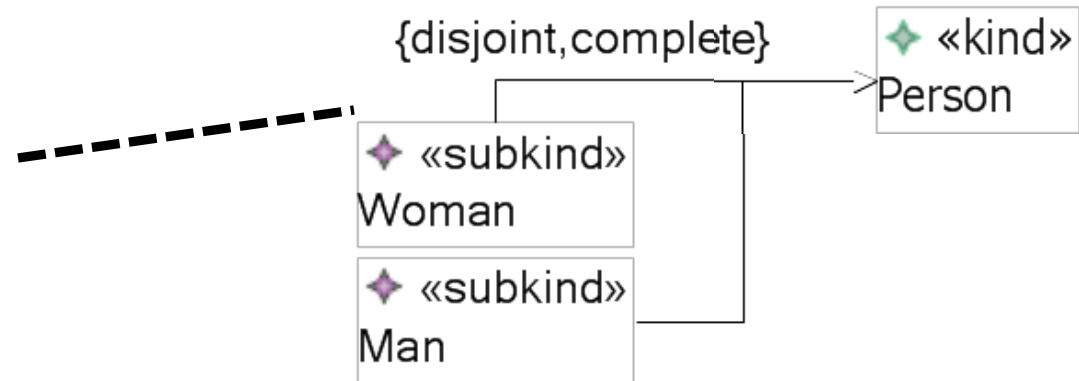 {disjoint,complete}
«kind»
Person
«subkind»
Woman
«subkind»
Man